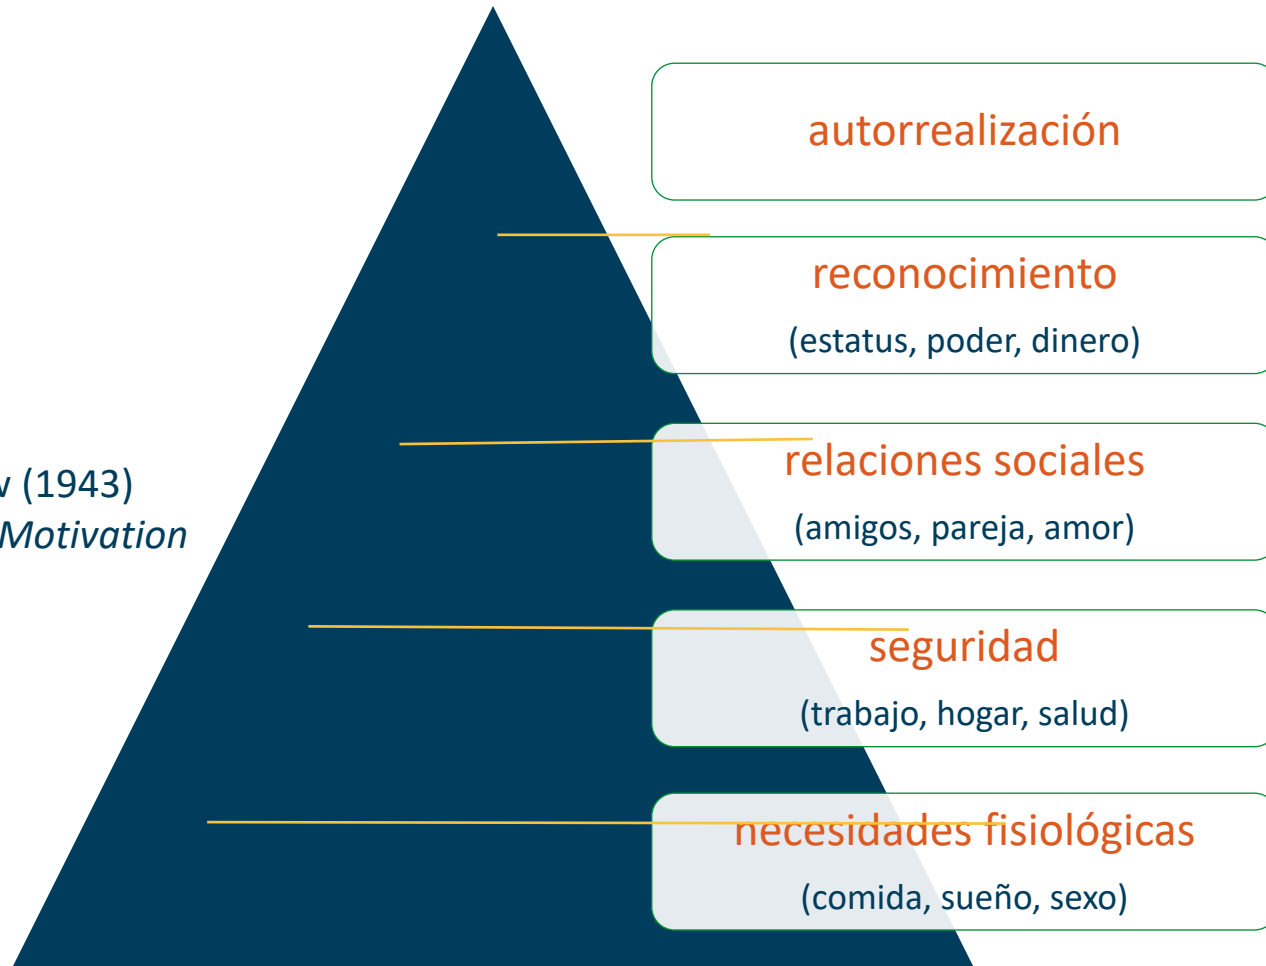 autorrealización
reconocimiento
(estatus, poder, dinero)
relaciones sociales
(amigos, pareja, amor)
(1943)
Motivation
seguridad
(trabajo, hogar, salud)
necesidades fisiológicas
(comida, sueño, sexo)